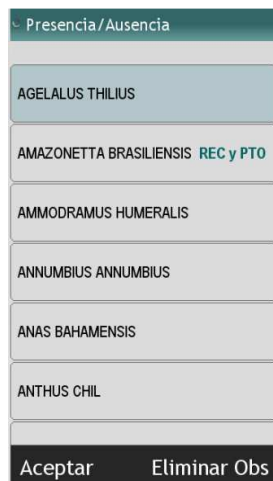 Presencia/Ausencia
AGELALUS THILIUS
AMAZONETTA BRASILIENSIS REC y PTO
AMMODRAMUS HUMERALIS
ANNUMBIUS ANNUMBIUS
ANAS BAHAMENSIS
ANTHUS CHIL
Aceptar Eliminar Obs